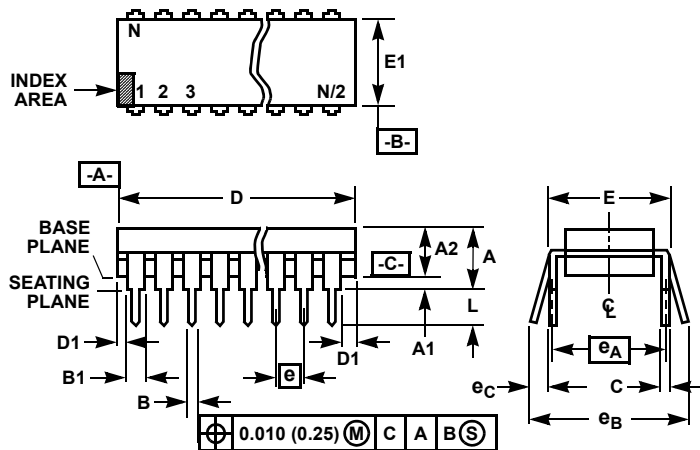 N
E1
INDEX
AREA
1 2 3 N/2
-B-
-A-
D
E
BASE
PLANE
A2
A
-C-
SEATING
PLANE
L
C
L
D1
A1
D1
eA
B1
e
eC
C
B
eB
0.010 (0.25) M C A B S